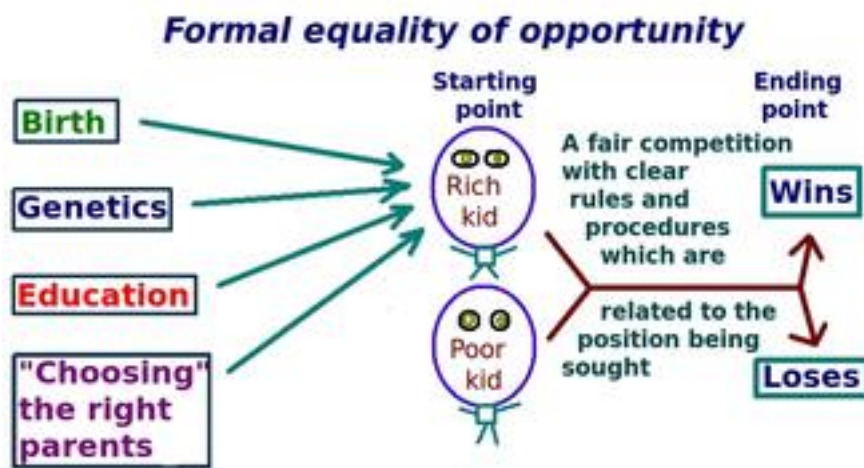 Formal equality of opportunity
Birth
Genetics
Education
"Choosing"
the right
parents
Starting
point
Rich
kid
Poor
kid
A fair competition
with clear
rules and
procedures
which are
related to the
position being
sought
Ending
point
Wins
Loses